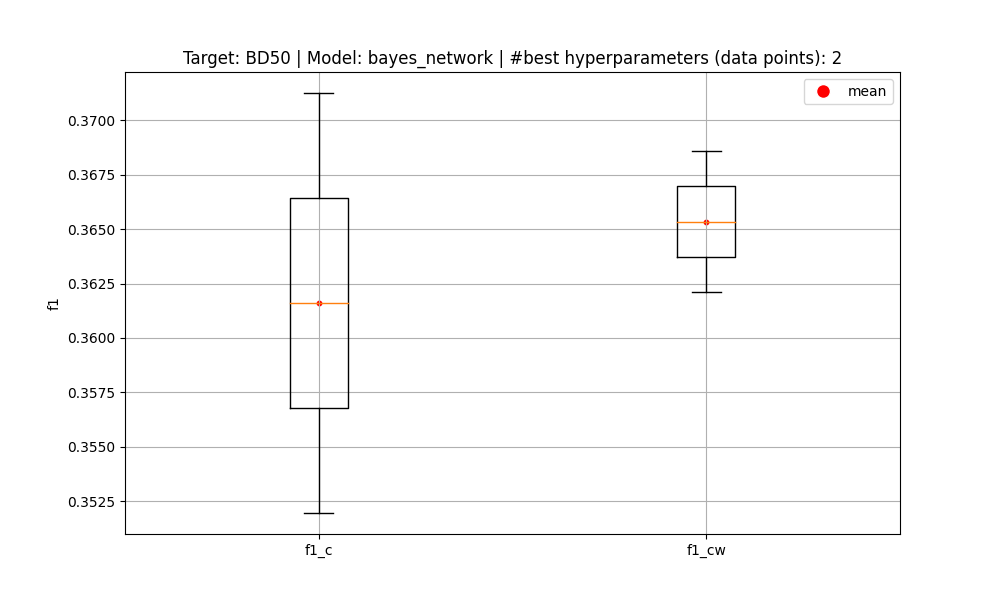 Target: BD50 | Model: bayes_network | #best hyperparameters (data points): 2
mean
0.3700
0.3675
0.3650
0.3625
0.3600
0.3575
0.3550
0.3525
f1
f1_c
f1_cw